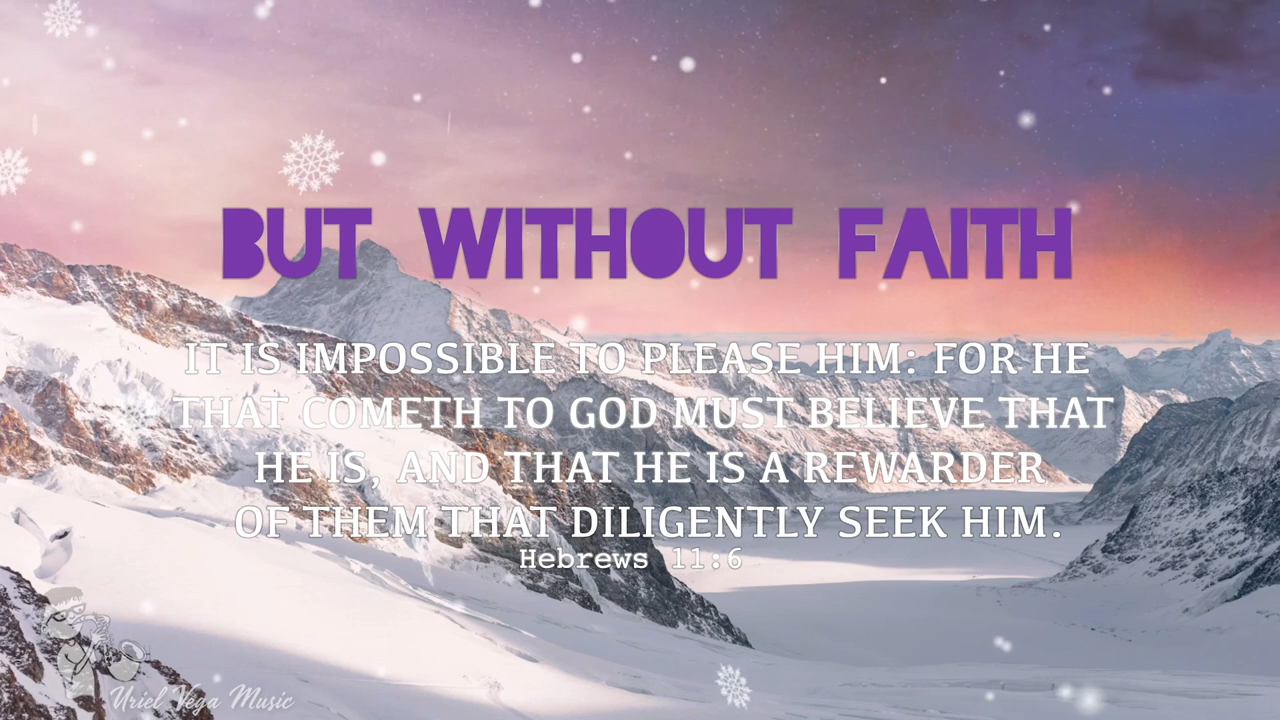 BUT WITHOUT FAITH
IT IS IMPOSSIBLE TO PLEASE HIM: FOR HE
THAT COMETH TO GOD MUST BELIEVE THAT
HE IS, AND THAT HE IS A REWARDER
OF THEM THAT DILIGENTLY SEEK HIM.
Hebrews 11:6
Uriel Vega Music